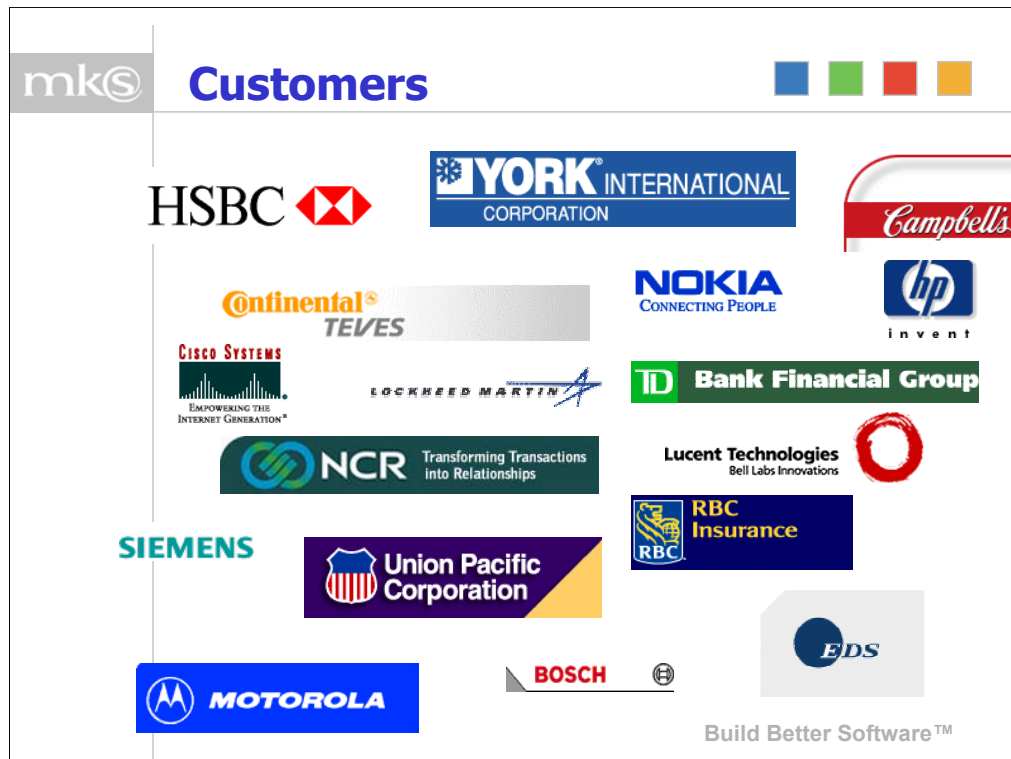 mks
Customers
HSBC
YORK® INTERNATIONAL
CORPORATION
Campbell's
Continental
TEVES
NOKIA
CONNECTING PEOPLE
hp
invent
CISCO SYSTEMS
EMPOWERING THE
INTERNET GENERATION
LOCKHEED MARTIN
TD Bank Financial Group
NCR
Transforming Transactions
into Relationships
Lucent Technologies
Bell Labs Innovations
RBC
Insurance
RBC
SIEMENS
Union Pacific
Corporation
EDS
MOTOROLA
BOSCH
Build Better Software™